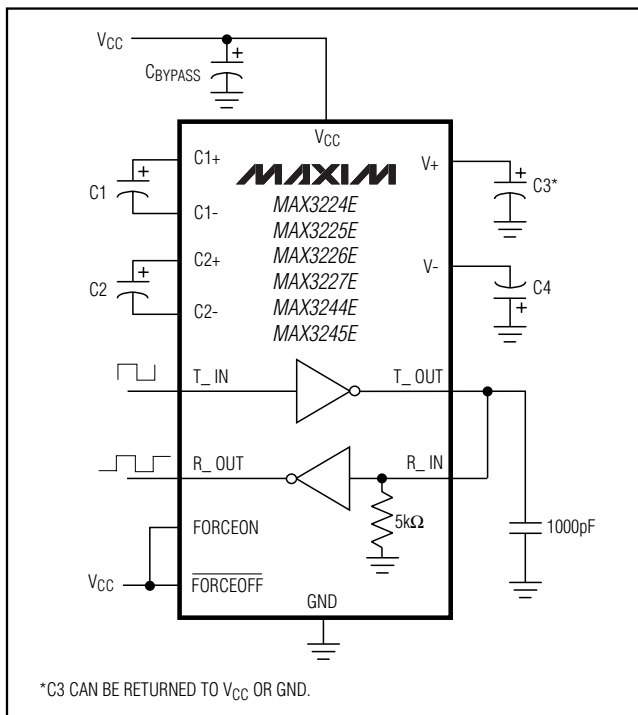 VCC
CBYPASS
+
VCC
MAXIM
MAX3224E
MAX3225E
MAX3226E
MAX3227E
MAX3244E
MAX3245E
C1
+
C1+
C1-
C2
+
C2+
C2-
V+
+
C3*
V-
C4
+
T_ IN
T_ OUT
R_ OUT
R_ IN
5kΩ
1000pF
FORCEON
VCC
FORCEOFF
GND
*C3 CAN BE RETURNED TO VCC OR GND.